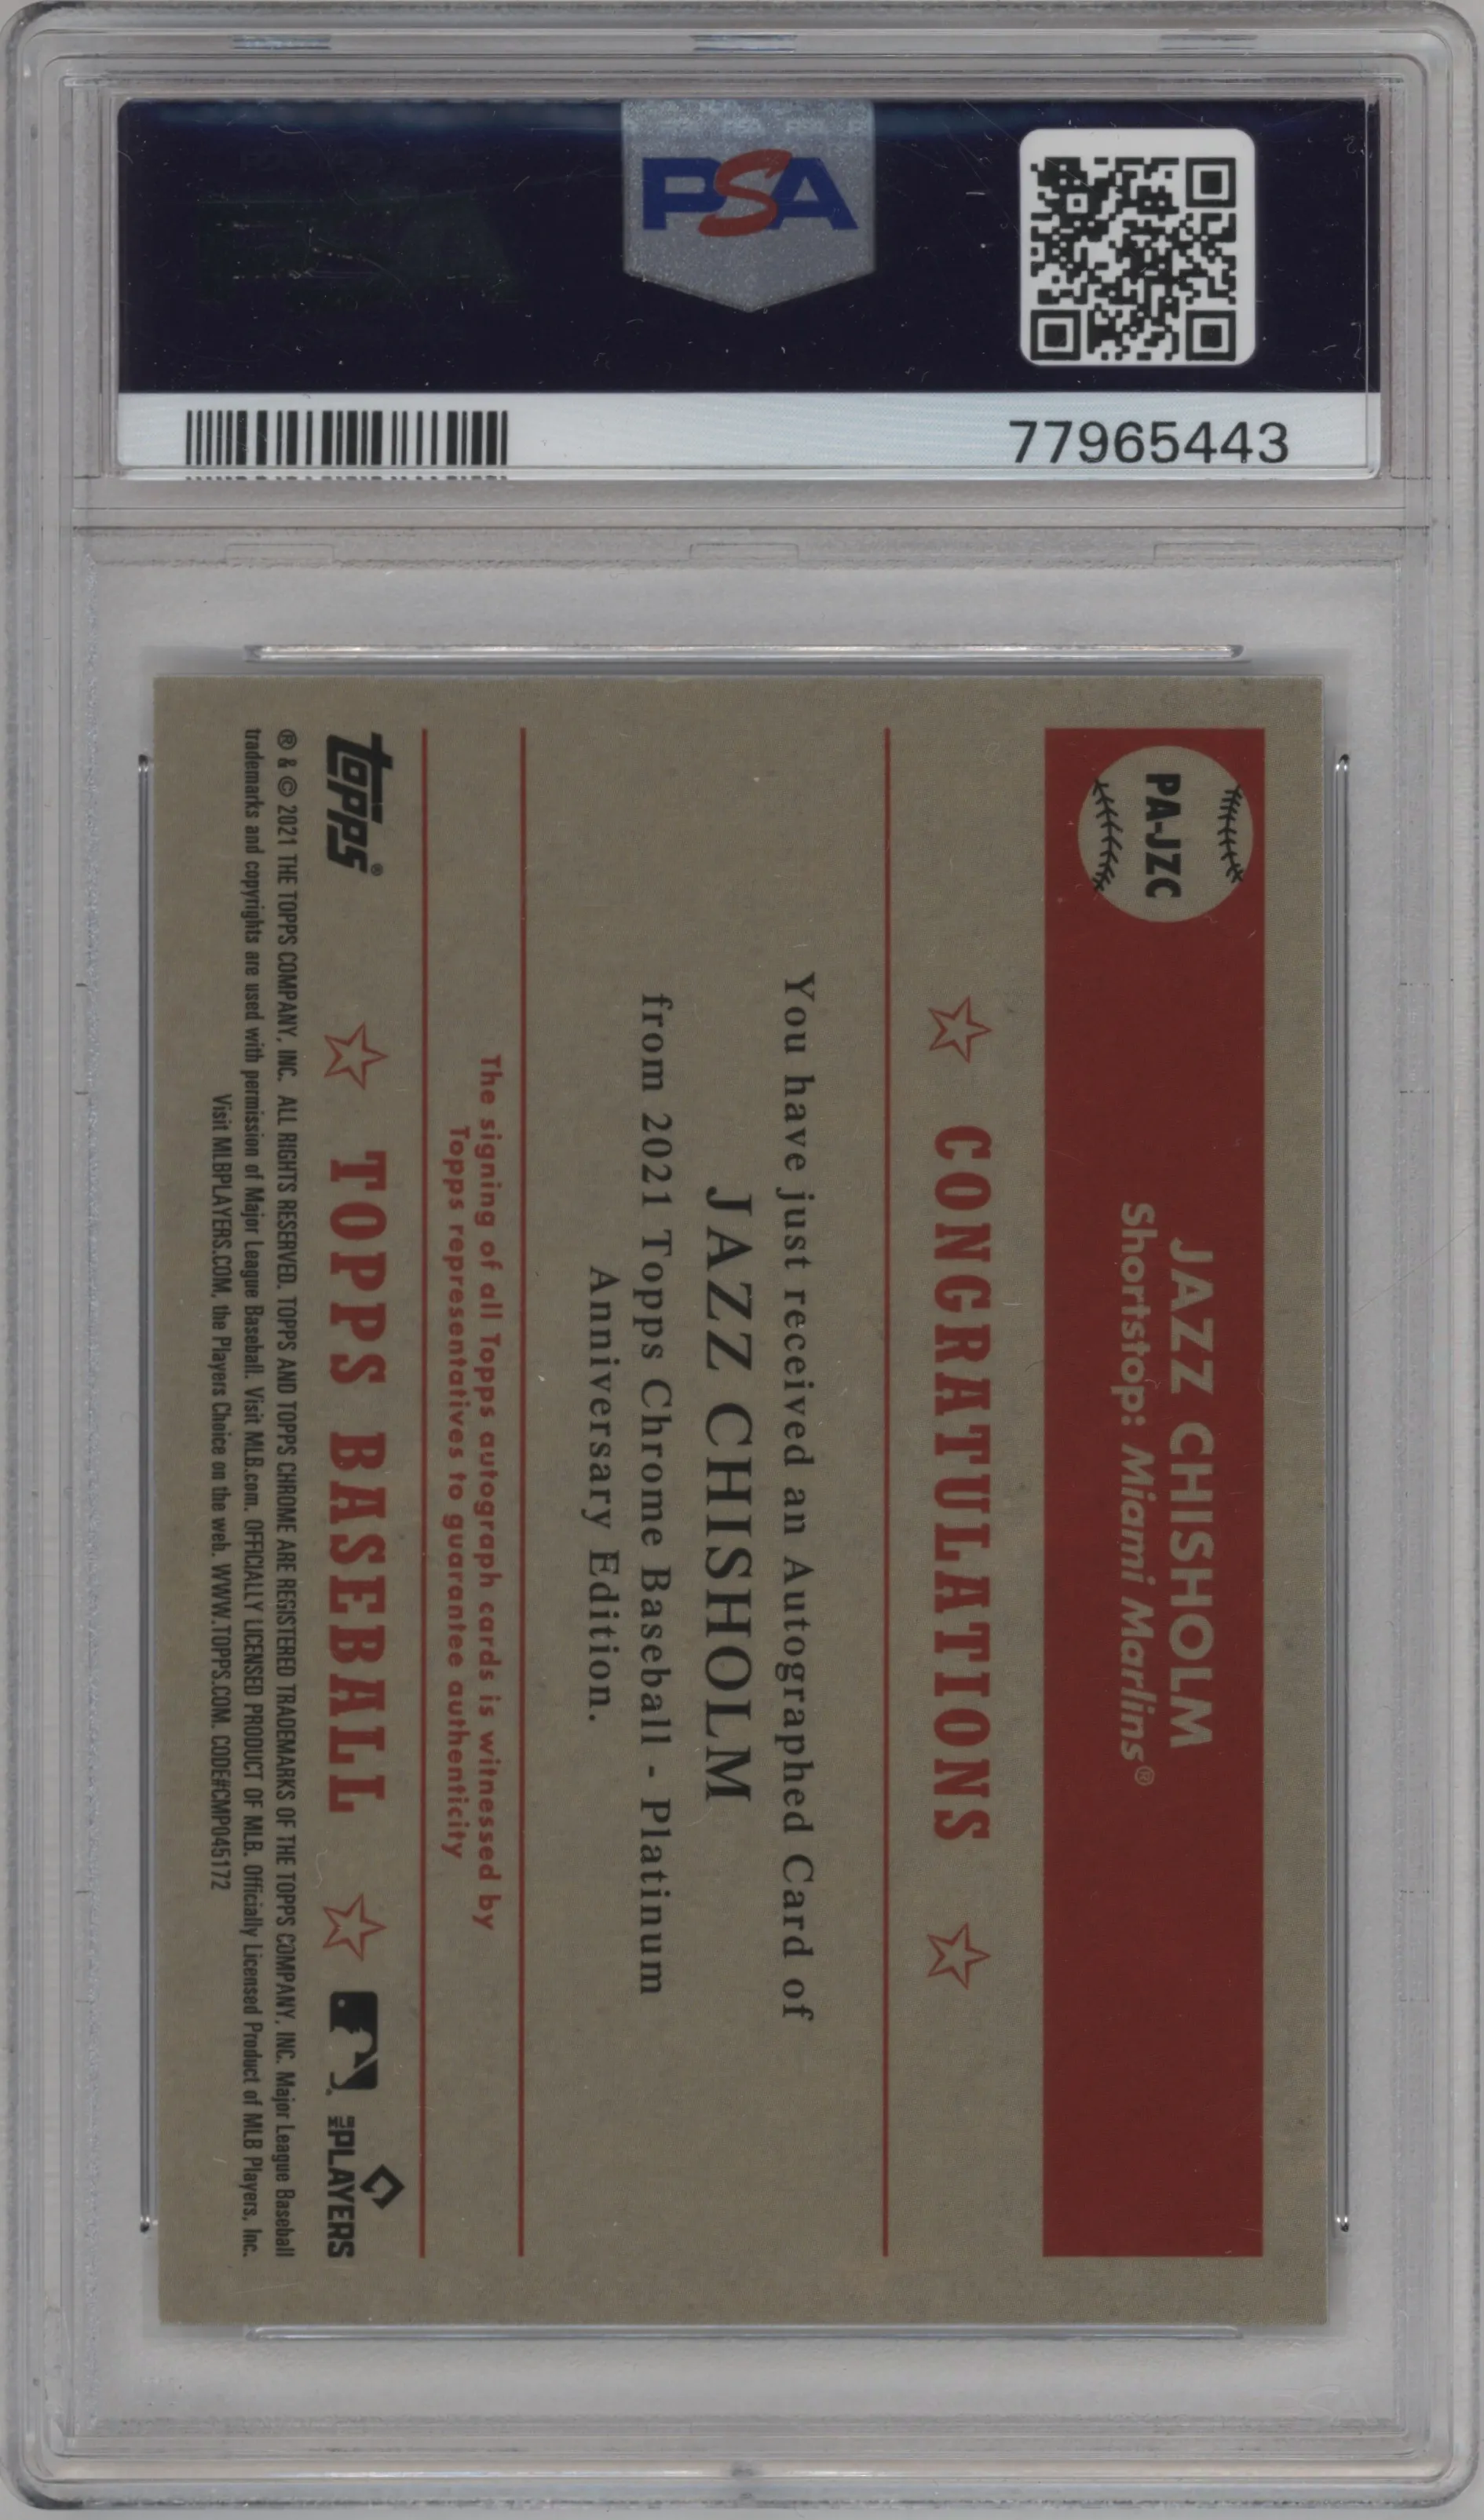 PSA
77965443
PA-JZC
JAZZ CHISHOLM
Shortstop: Miami Marlins®
CONGRATULATIONS
You have just received an Autographed Card of
JAZZ CHISHOLM
from 2021 Topps Chrome Baseball - Platinum
Anniversary Edition.
The signing of all Topps autograph cards is witnessed by
Topps representatives to guarantee authenticity
topps®
TOPPS BASEBALL
PLAYERS
® & © 2021 THE TOPPS COMPANY, INC. ALL RIGHTS RESERVED. TOPPS AND TOPPS CHROME ARE REGISTERED TRADEMARKS OF THE TOPPS COMPANY, INC. Major League Baseball
trademarks and copyrights are used with permission of Major League Baseball. Visit MLB.com. OFFICIALLY LICENSED PRODUCT OF MLB. Officially Licensed Product of MLB Players, Inc.
Visit MLBPLAYERS.COM, the Players Choice on the web. WWW.TOPPS.COM. CODE#CMP045172